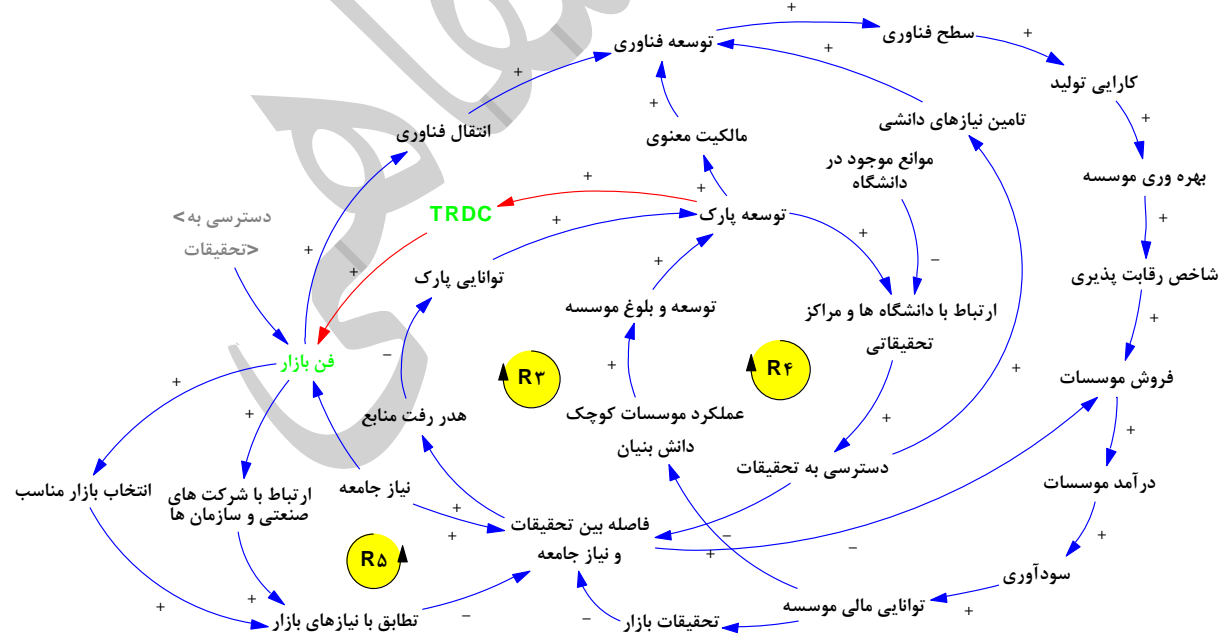 توسعه فناوری
سطح فناوری
کارایی تولید
انتقال فناوری
مالکیت معنوی
تامین نیازهای دانشی
موانع موجود در
دانشگاه
بهره وری موسسه
دسترسی به>
<تحقیقات
TRDC
توسعه پارک
توانایی پارک
شاخص رقابت پذیری
توسعه و بلوغ موسسه
ارتباط با دانشگاه ها و مراکز
تحقیقاتی
فن بازار
R۳
R۴
فروش موسسات
هدر رفت منابع
عملکرد موسسات کوچک
دانش بنیان
دسترسی به تحقیقات
درآمد موسسات
انتخاب بازار مناسب
ارتباط با شرکت های
صنعتی و سازمان ها
نیاز جامعه
فاصله بین تحقیقات
و نیاز جامعه
R۵
سودآوری
توانایی مالی موسسه
تطابق با نیازهای بازار
تحقیقات بازار